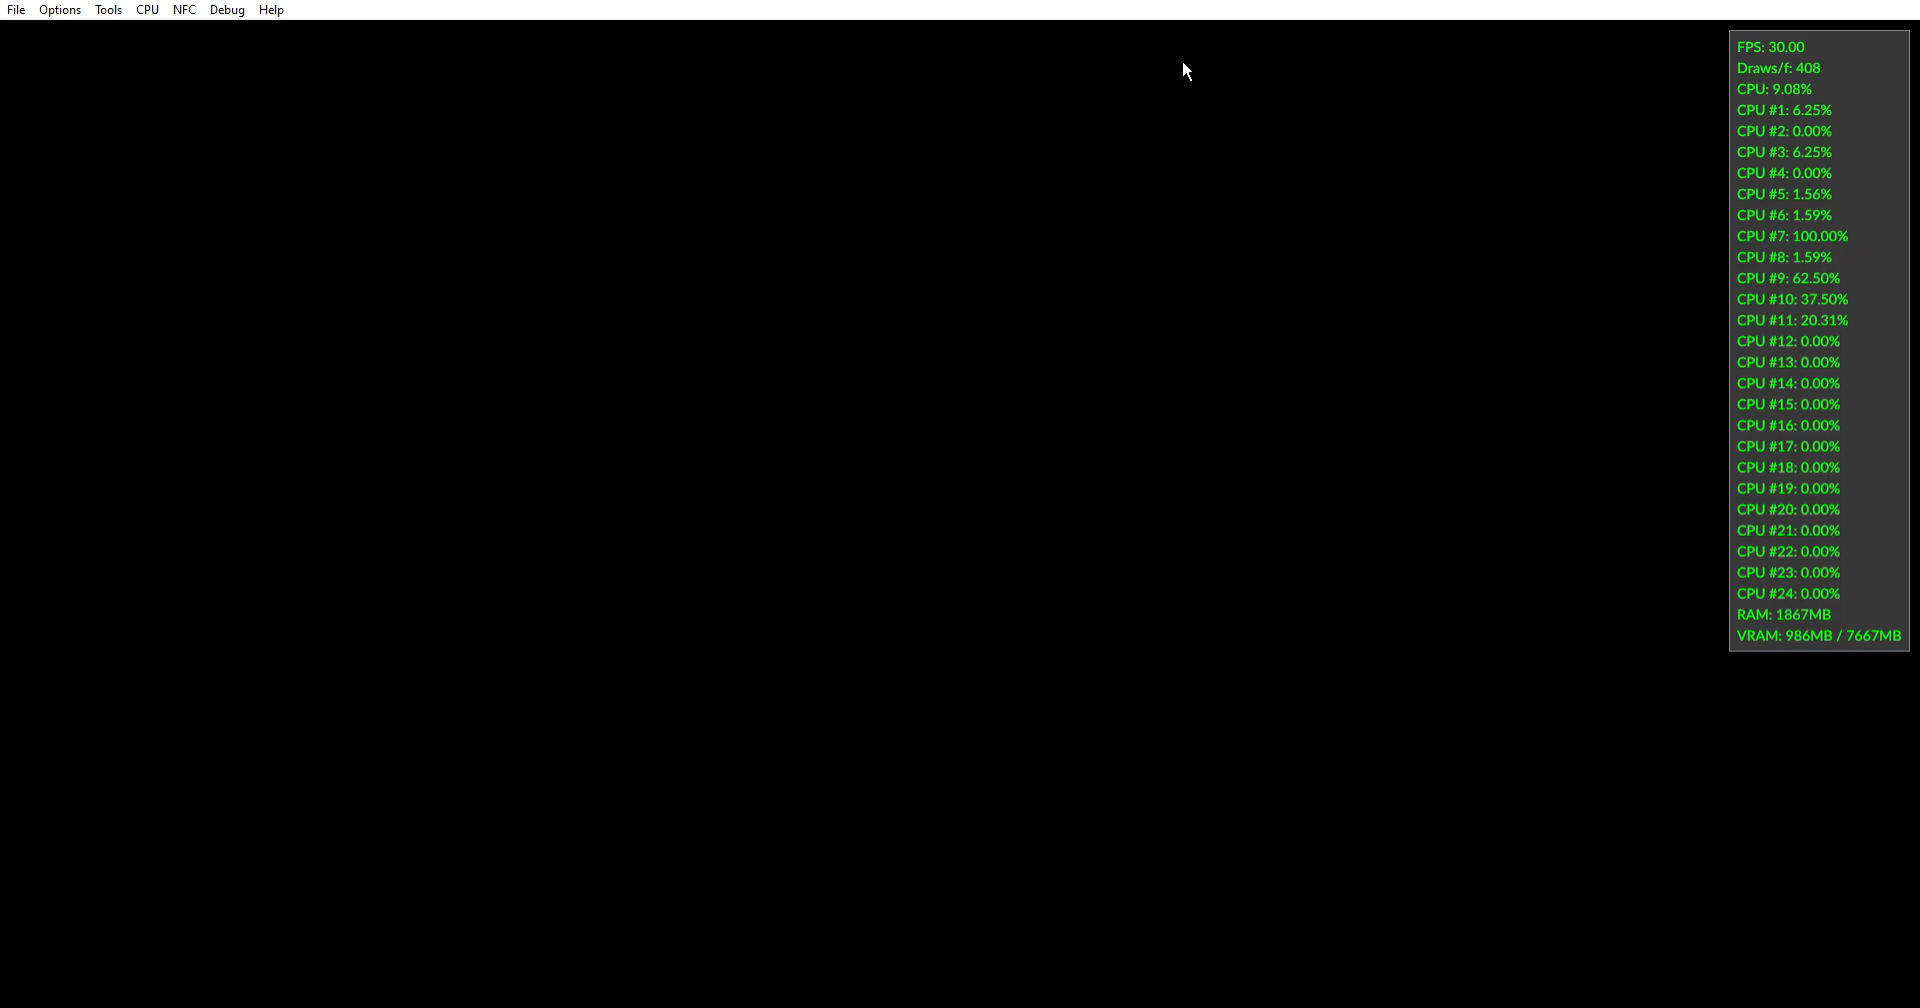 File Options Tools CPU NFC Debug Help
FPS: 30.00
Draws/f: 408
CPU: 9.08%
CPU #1: 6.25%
CPU #2: 0.00%
CPU #3: 6.25%
CPU #4: 0.00%
CPU #5: 1.56%
CPU #6: 1.59%
CPU #7: 100.00%
CPU #8: 1.59%
CPU #9: 62.50%
CPU #10: 37.50%
CPU #11: 20.31%
CPU #12: 0.00%
CPU #13: 0.00%
CPU #14: 0.00%
CPU #15: 0.00%
CPU #16: 0.00%
CPU #17: 0.00%
CPU #18: 0.00%
CPU #19: 0.00%
CPU #20: 0.00%
CPU #21: 0.00%
CPU #22: 0.00%
CPU #23: 0.00%
CPU #24: 0.00%
RAM: 1867MB
VRAM: 986MB / 7667MB